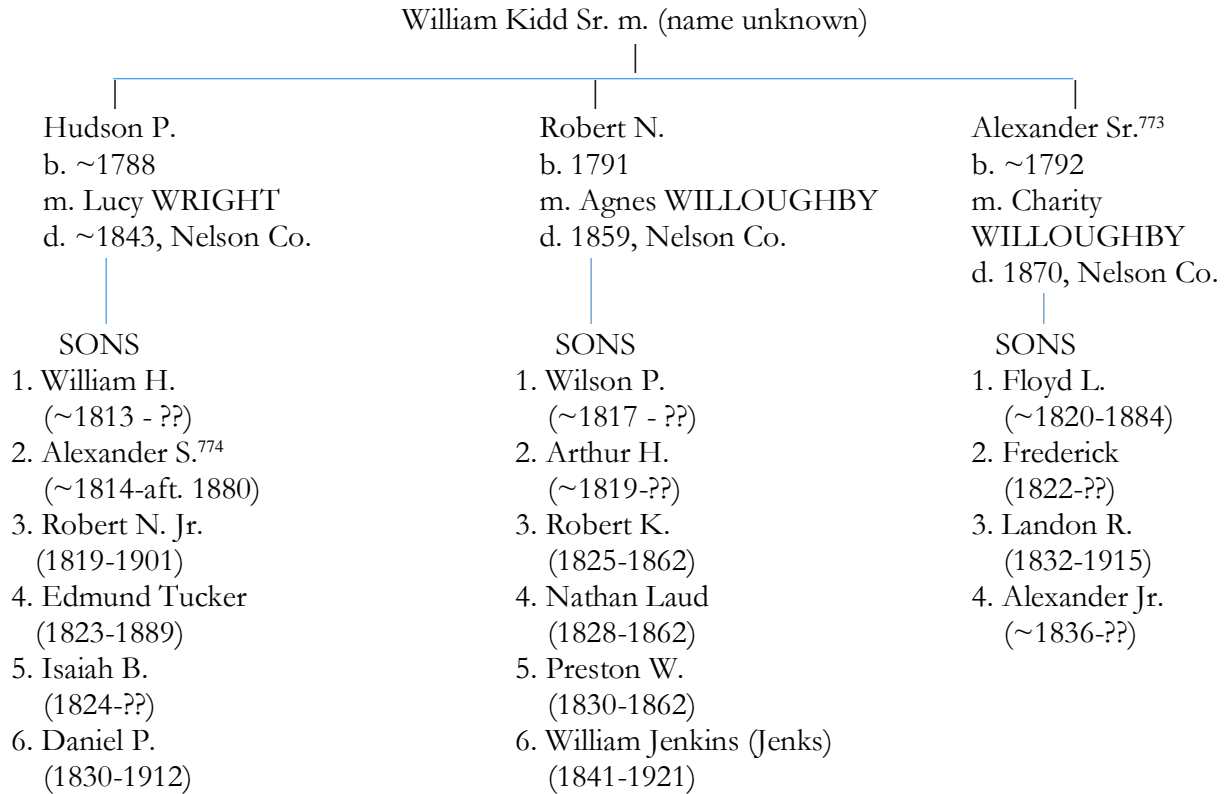 William Kidd Sr. m. (name unknown)
Hudson P.
b. ~1788
m. Lucy WRIGHT
d. ~1843, Nelson Co.
SONS
1. William H.
(~1813 - ??)
2. Alexander S.⁷⁷⁴
(~1814-aft. 1880)
3. Robert N. Jr.
(1819-1901)
4. Edmund Tucker
(1823-1889)
5. Isaiah B.
(1824-??)
6. Daniel P.
(1830-1912)
Robert N.
b. 1791
m. Agnes WILLOUGHBY
d. 1859, Nelson Co.
SONS
1. Wilson P.
(~1817 - ??)
2. Arthur H.
(~1819-??)
3. Robert K.
(1825-1862)
4. Nathan Laud
(1828-1862)
5. Preston W.
(1830-1862)
6. William Jenkins (Jenks)
(1841-1921)
Alexander Sr.⁷⁷³
b. ~1792
m. Charity
WILLOUGHBY
d. 1870, Nelson Co.
SONS
1. Floyd L.
(~1820-1884)
2. Frederick
(1822-??)
3. Landon R.
(1832-1915)
4. Alexander Jr.
(~1836-??)